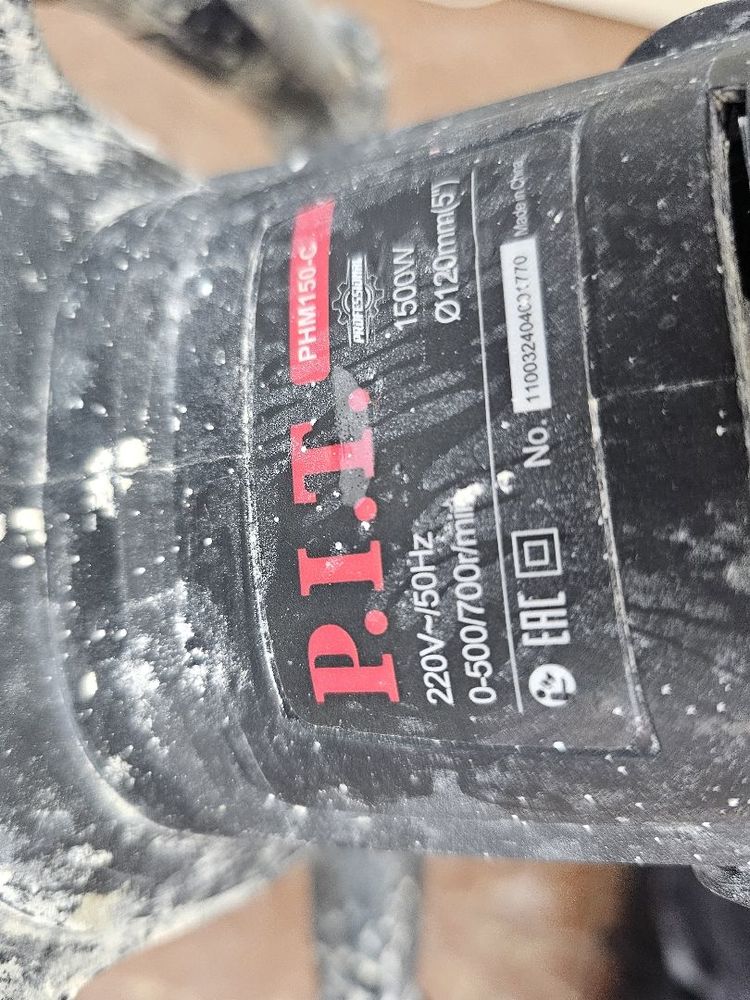 P.I.T.
PHM150-C
PROFESSIONAL
220V~/50Hz
1500W
0-500/700r/min
Ø120mm(5")
EAC
No.
Made in China